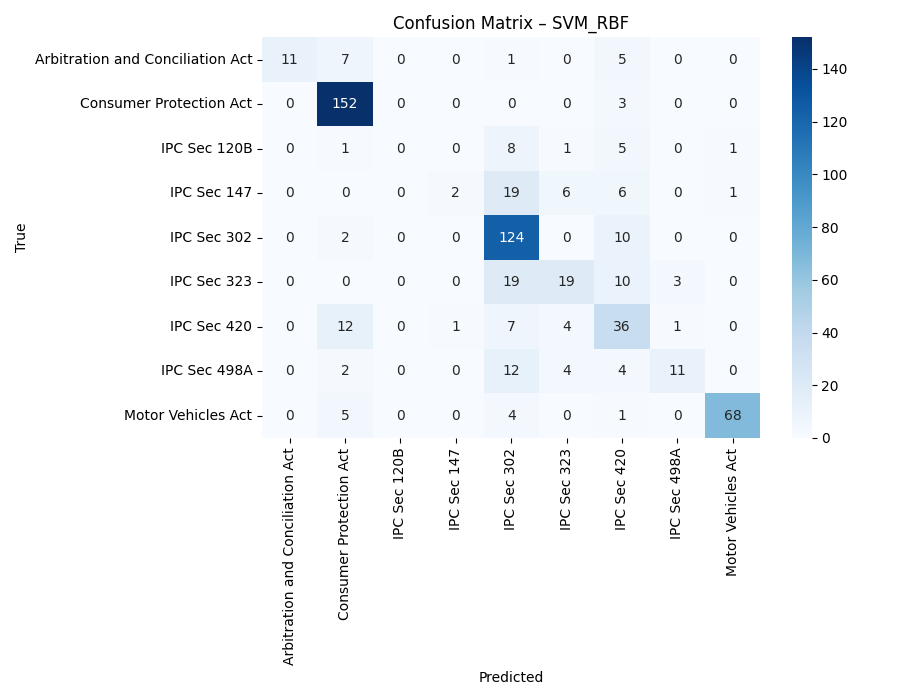 Confusion Matrix – SVM_RBF
Arbitration and Conciliation Act 11 7 0 0 1 0 5 0 0
Consumer Protection Act 0 152 0 0 0 0 3 0 0
IPC Sec 120B 0 1 0 0 8 1 5 0 1
IPC Sec 147 0 0 0 2 19 6 6 0 1
IPC Sec 302 0 2 0 0 124 0 10 0 0
IPC Sec 323 0 0 0 0 19 19 10 3 0
IPC Sec 420 0 12 0 1 7 4 36 1 0
IPC Sec 498A 0 2 0 0 12 4 4 11 0
Motor Vehicles Act 0 5 0 0 4 0 1 0 68
True
Arbitration and Conciliation Act
Consumer Protection Act
IPC Sec 120B
IPC Sec 147
IPC Sec 302
IPC Sec 323
IPC Sec 420
IPC Sec 498A
Motor Vehicles Act
Predicted
140
120
100
80
60
40
20
0